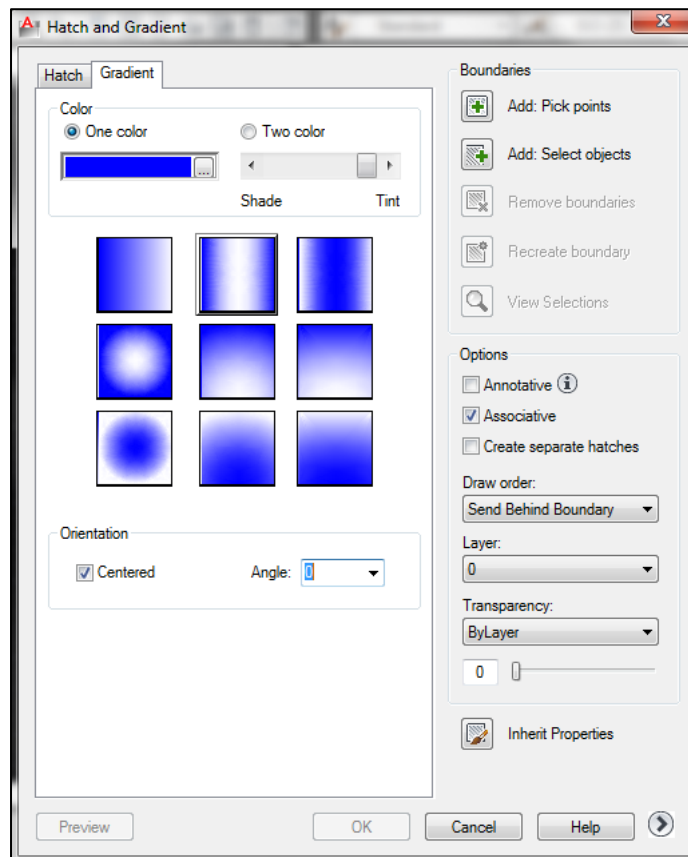 Hatch and Gradient
Hatch Gradient
Color
One color Two color
...
Shade Tint
Orientation
Centered Angle: 0
Boundaries
Add: Pick points
Add: Select objects
Remove boundaries
Recreate boundary
View Selections
Options
Annotative
Associative
Create separate hatches
Draw order:
Send Behind Boundary
Layer:
0
Transparency:
ByLayer
0
Inherit Properties
Preview OK Cancel Help